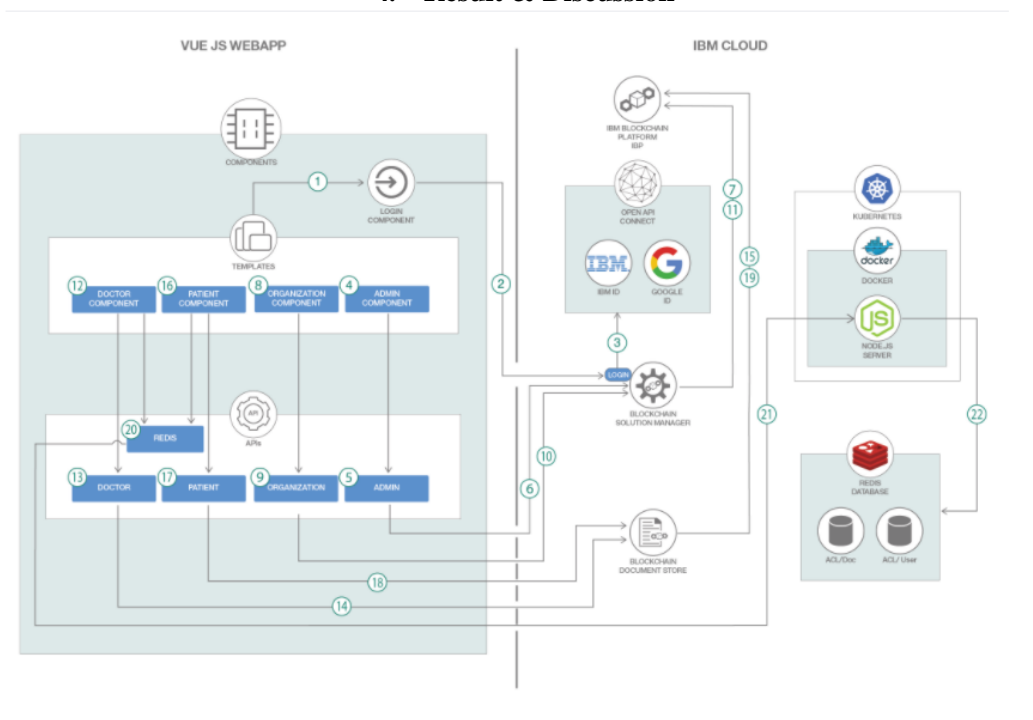 VUE JS WEBAPP
IBM CLOUD
COMPONENTS
1
LOGIN
COMPONENT
TEMPLATES
12
DOCTOR
COMPONENT
16
PATIENT
COMPONENT
8
ORGANIZATION
COMPONENT
4
ADMIN
COMPONENT
2
API
APIs
20
REDIS
13
DOCTOR
17
PATIENT
9
ORGANIZATION
5
ADMIN
6
10
18
14
IBM BLOCKCHAIN
PLATFORM
IBP
OPEN API
CONNECT
IBM
IBM ID
G
GOOGLE
ID
3
LOGIN
BLOCKCHAIN
SOLUTION MANAGER
7
11
15
19
BLOCKCHAIN
DOCUMENT STORE
KUBERNETES
docker
DOCKER
JS
NODE.JS
SERVER
21
22
REDIS
DATABASE
ACL/Doc
ACL/ User